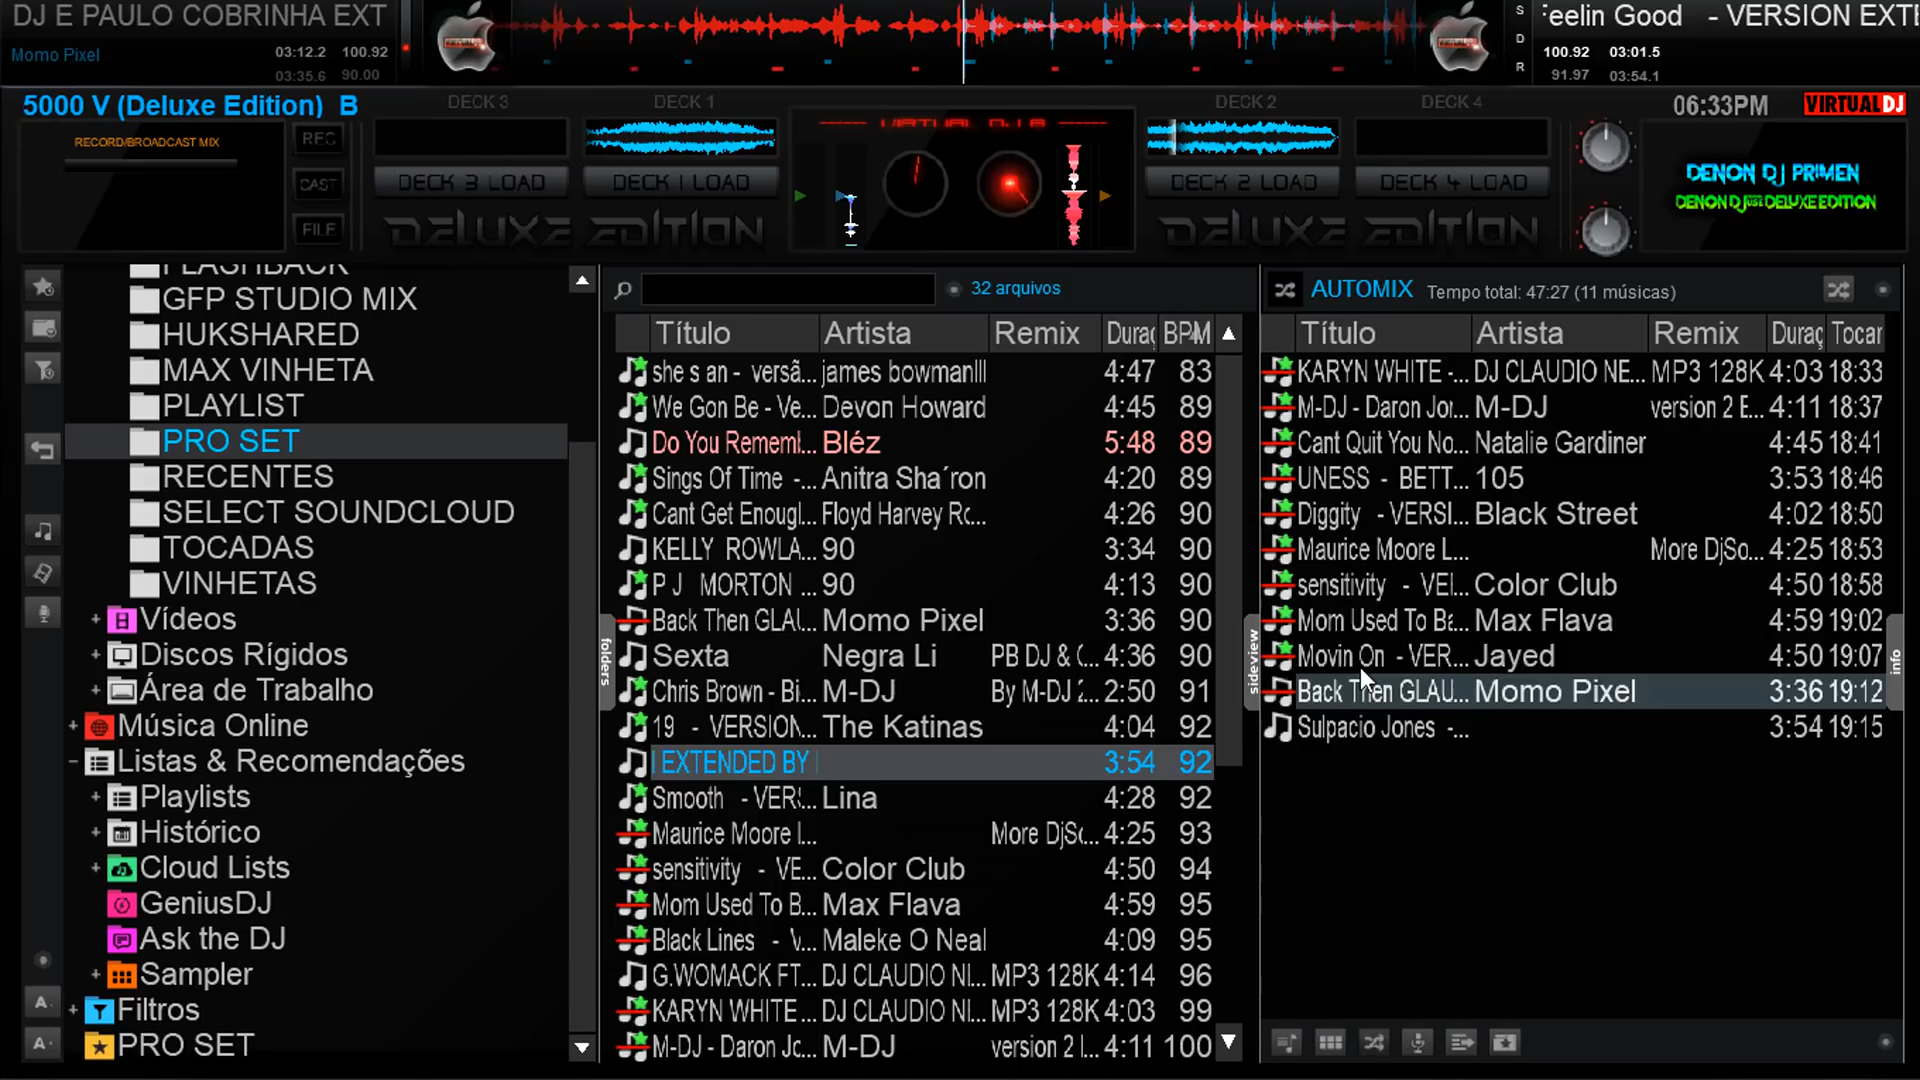 DJ E PAULO COBRINHA EXT
Momo Pixel
03:12.2 100.92
03:35.6 90.00
S
D
R
eelin Good - VERSION EXTE
100.92 03:01.5
91.97 03:54.1
5000 V (Deluxe Edition) B
DECK 3
DECK 1
VIRTUAL DJ 8
DECK 2
DECK 4
06:33PM
VIRTUALDJ
RECORD/BROADCAST MIX
REC
CAST
FILE
DECK 3 LOAD
DECK 1 LOAD
DECK 2 LOAD
DECK 4 LOAD
DELUXE EDITION
DELUXE EDITION
DENON DJ PRIMEN
DENON DJ DELUXE EDITION
FLASHBACK
GFP STUDIO MIX
HUKSHARED
MAX VINHETA
PLAYLIST
PRO SET
RECENTES
SELECT SOUNDCLOUD
TOCADAS
VINHETAS
Vídeos
Discos Rígidos
Área de Trabalho
Música Online
Listas & Recomendações
Playlists
Histórico
Cloud Lists
GeniusDJ
Ask the DJ
Sampler
Filtros
PRO SET
folders
32 arquivos
Título Artista Remix Duraç BPM
she s an - versã... james bowmanlll 4:47 83
We Gon Be - Ve... Devon Howard 4:45 89
Do You Rememl... Bléz 5:48 89
Sings Of Time -... Anitra Sha´ron 4:20 89
Cant Get Enougl... Floyd Harvey Rc... 4:26 90
KELLY ROWLA... 90 3:34 90
P J MORTON ... 90 4:13 90
Back Then GLAU... Momo Pixel 3:36 90
Sexta Negra Li PB DJ & (... 4:36 90
Chris Brown - Bi... M-DJ By M-DJ 2... 2:50 91
19 - VERSION... The Katinas 4:04 92
I EXTENDED BY 3:54 92
Smooth - VERS... Lina 4:28 92
Maurice Moore l... More DjSo... 4:25 93
sensitivity - VE... Color Club 4:50 94
Mom Used To B... Max Flava 4:59 95
Black Lines - V... Maleke O Neal 4:09 95
G.WOMACK FT... DJ CLAUDIO NI... MP3 128K 4:14 96
KARYN WHITE ... DJ CLAUDIO NI... MP3 128K 4:03 99
M-DJ - Daron Jc... M-DJ version 2 l... 4:11 100
sideview
AUTOMIX Tempo total: 47:27 (11 músicas)
Título Artista Remix Duraç Tocar
KARYN WHITE -... DJ CLAUDIO NE... MP3 128K 4:03 18:33
M-DJ - Daron Jor... M-DJ version 2 E... 4:11 18:37
Cant Quit You No... Natalie Gardiner 4:45 18:41
UNESS - BETT... 105 3:53 18:46
Diggity - VERSI... Black Street 4:02 18:50
Maurice Moore L... More DjSo... 4:25 18:53
sensitivity - VEI... Color Club 4:50 18:58
Mom Used To Ba... Max Flava 4:59 19:02
Movin On - VER... Jayed 4:50 19:07
Back Then GLAU... Momo Pixel 3:36 19:12
Sulpacio Jones -... 3:54 19:15
info